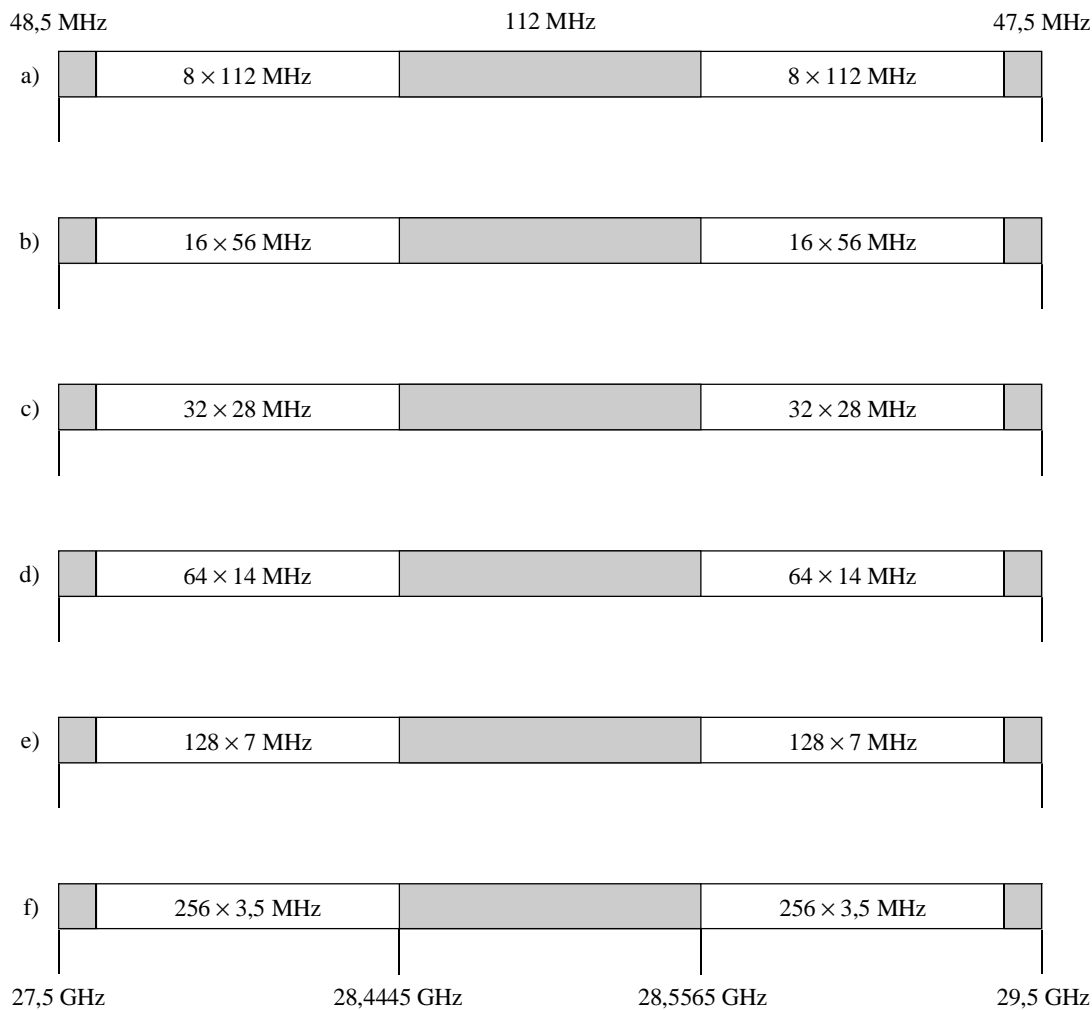 48,5 MHz 112 MHz 47,5 MHz
a) 8 × 112 MHz 8 × 112 MHz
b) 16 × 56 MHz 16 × 56 MHz
c) 32 × 28 MHz 32 × 28 MHz
d) 64 × 14 MHz 64 × 14 MHz
e) 128 × 7 MHz 128 × 7 MHz
f) 256 × 3,5 MHz 256 × 3,5 MHz
27,5 GHz 28,4445 GHz 28,5565 GHz 29,5 GHz